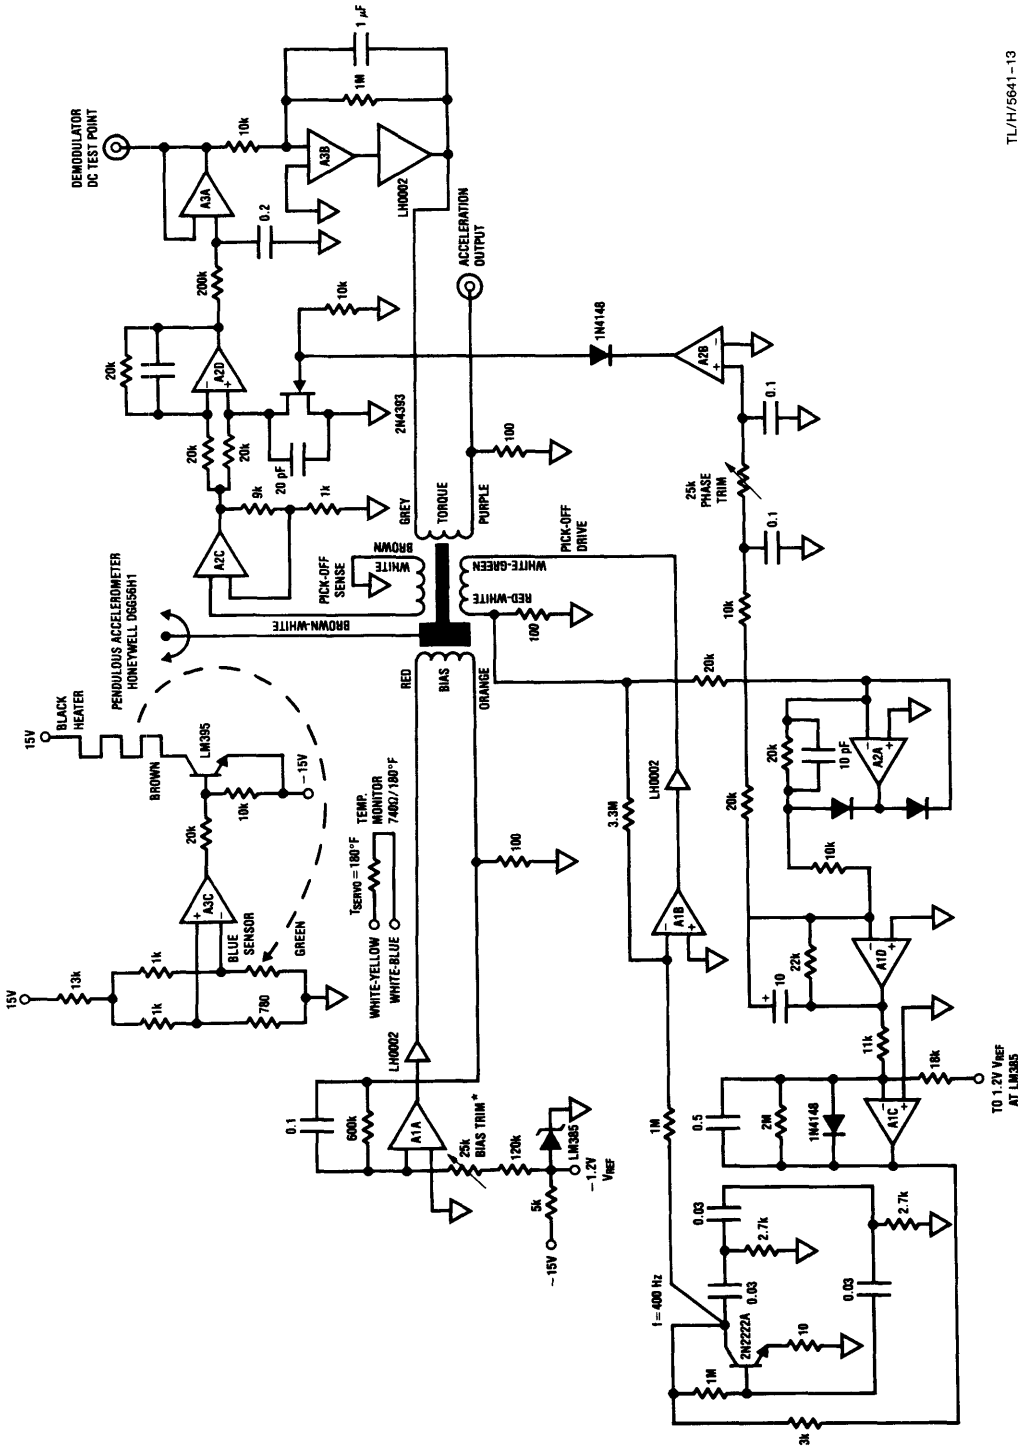 15V
BLACK
HEATER
PENDULOUS ACCELEROMETER
HONEYWELL DGG56H1
DEMODULATOR
DC TEST POINT
15V
13k
1k
1k
780
BLUE
SENSOR
GREEN
+
−
A3C
20k
BROWN
LM395
10k
−15V
TSERVO = 180°F
TEMP.
MONITOR
740Ω/180°F
WHITE-YELLOW
WHITE-BLUE
BROWN-WHITE
A2C
9k
1k
20k
20k
20k
−
+
A2D
20 pF
2N4393
200k
0.2
A3A
10k
10k
A3B
1M
1 µF
LH0002
0.1
600k
A1A
25k
BIAS TRIM*
120k
5k
−15V
LM385
−1.2V
VREF
LH0002
RED
BIAS
ORANGE
100
PICK-OFF
SENSE
WHITE
BROWN
GREY
TORQUE
PURPLE
100
ACCELERATION
OUTPUT
RED-WHITE
WHITE-GREEN
PICK-OFF
DRIVE
100
1N4148
A2B
+
−
0.1
25k
PHASE
TRIM
0.1
10k
f = 400 Hz
1M
3.3M
−
+
A1B
LH0002
20k
20k
20k
10 pF
−
+
A2A
10k
−
+
A1D
22k
+
10
11k
18k
TO 1.2V VREF
AT LM385
−
+
A1C
0.5
2M
1N4148
0.03
2.7k
0.03
0.03
2.7k
2N2222A
10
1M
3k
TL/H/5641–13